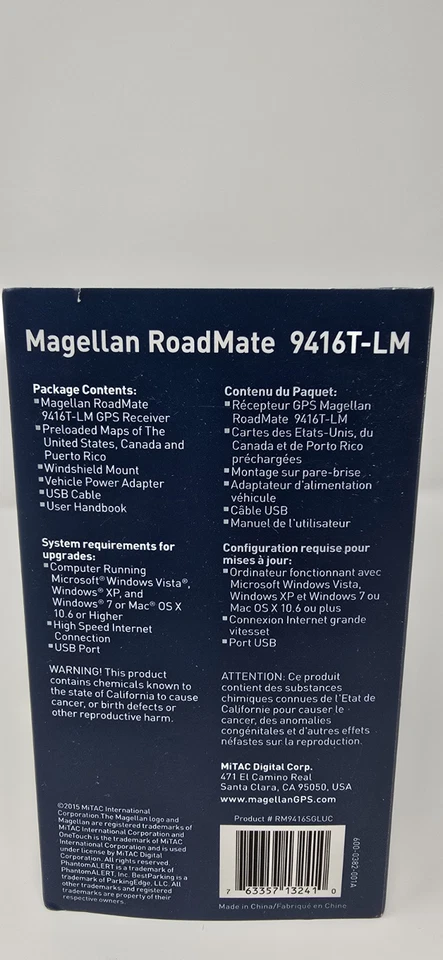 Magellan RoadMate 9416T-LM
Package Contents:
▪Magellan RoadMate
9416T-LM GPS Receiver
▪Preloaded Maps of The
United States, Canada and
Puerto Rico
▪Windshield Mount
▪Vehicle Power Adapter
▪USB Cable
▪User Handbook
System requirements for
upgrades:
▪Computer Running
Microsoft® Windows Vista®,
Windows® XP, and
Windows® 7 or Mac® OS X
10.6 or Higher
▪High Speed Internet
Connection
▪USB Port
WARNING! This product
contains chemicals known to
the state of California to cause
cancer, or birth defects or
other reproductive harm.
©2015 MiTAC International
Corporation.The Magellan logo and
Magellan are registered trademarks of
MiTAC International Corporation and
OneTouch is the trademark of MiTAC
International Corporation and is used
under license by MiTAC Digital
Corporation. All rights reserved.
PhantomALERT is a trademark of
PhantomALERT, Inc. BestParking is a
trademark of ParkingEdge, LLC. All
other trademarks and registered
trademarks are property of their
respective owners.
Contenu du Paquet:
▪Récepteur GPS Magellan
RoadMate 9416T-LM
▪Cartes des Etats-Unis, du
Canada et de Porto Rico
préchargées
▪Montage sur pare-brise
▪Adaptateur d'alimentation
véhicule
▪Câble USB
▪Manuel de l'utilisateur
Configuration requise pour
mises à jour:
▪Ordinateur fonctionnant avec
Microsoft Windows Vista,
Windows XP et Windows 7 ou
Mac OS X 10.6 ou plus
▪Connexion Internet grande
vitesset
▪Port USB
ATTENTION: Ce produit
contient des substances
chimiques connues de l'Etat de
Californie pour causer le
cancer, des anomalies
congénitales et d'autres effets
néfastes sur la reproduction.
MiTAC Digital Corp.
471 El Camino Real
Santa Clara, CA 95050, USA
www.magellanGPS.com
Product # RM9416SGLUC
7 63357 13241 0
600-0382-001A
Made in China/Fabriqué en Chine